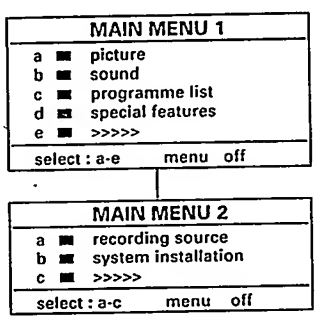 MAIN MENU 1
a ■ picture
b ■ sound
c ■ programme list
d ■ special features
e ■ >>>>>
select : a-e menu off
MAIN MENU 2
a ■ recording source
b ■ system installation
c ■ >>>>>
select : a-c menu off